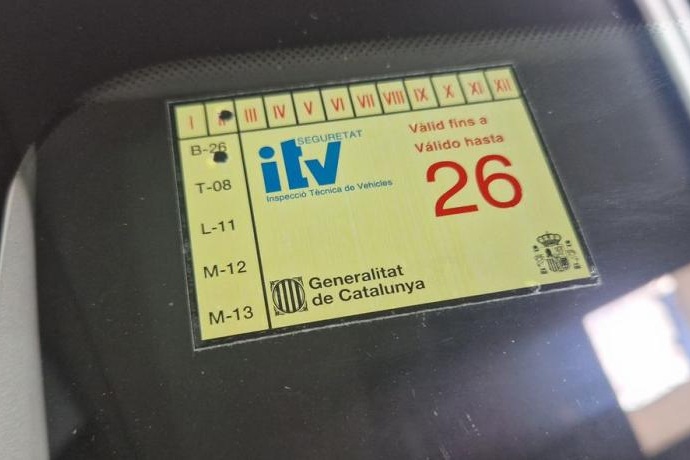 I II III IV V VI VII VIII IX X XI XII
B-26
T-08
L-11
M-12
M-13
SEGURETAT
itv
Inspecció Tècnica de Vehicles
Vàlid fins a
Válido hasta
26
Generalitat
de Catalunya